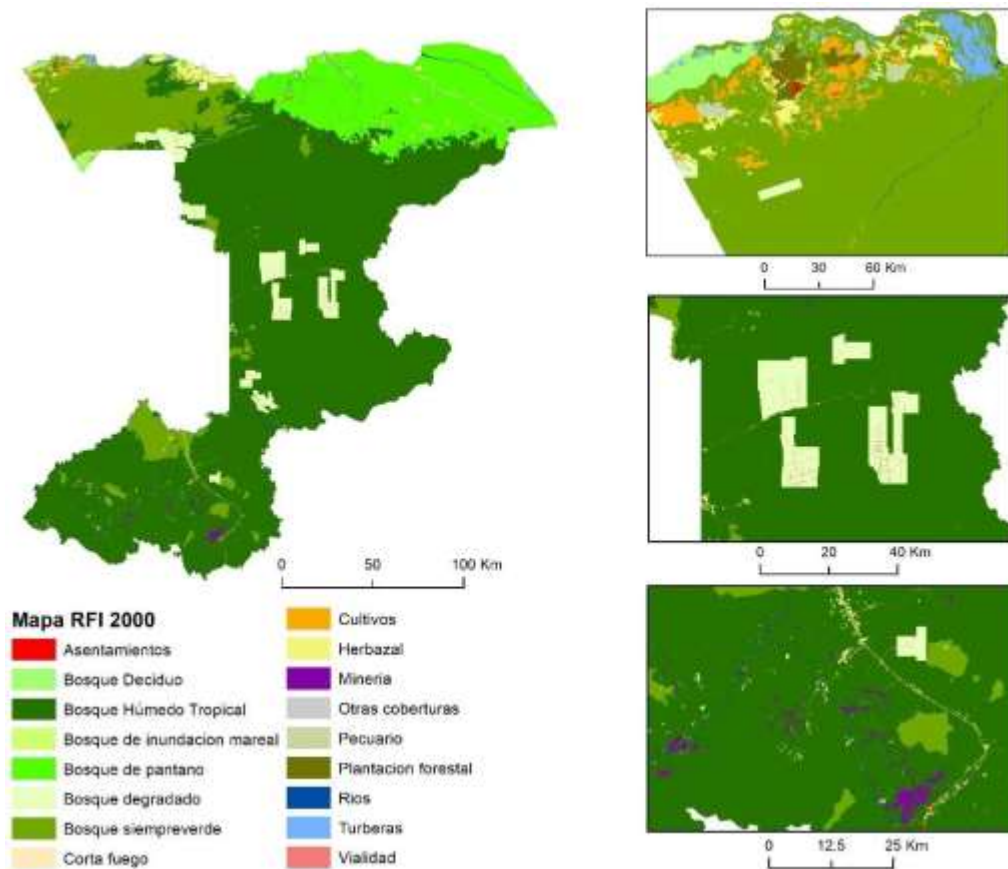 0 30 60 Km
0 20 40 Km
0 50 100 Km
Mapa RFI 2000
Asentamientos
Bosque Deciduo
Bosque Húmedo Tropical
Bosque de inundacion mareal
Bosque de pantano
Bosque degradado
Bosque siempreverde
Corta fuego
Cultivos
Herbazal
Mineria
Otras coberturas
Pecuario
Plantacion forestal
Rios
Turberas
Vialidad
0 12.5 25 Km